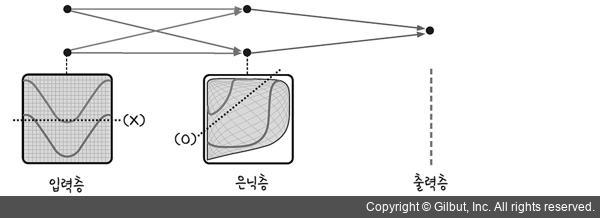 (X)
(O)
입력층
은닉층
출력층
Copyright © Gilbut, Inc. All rights reserved.